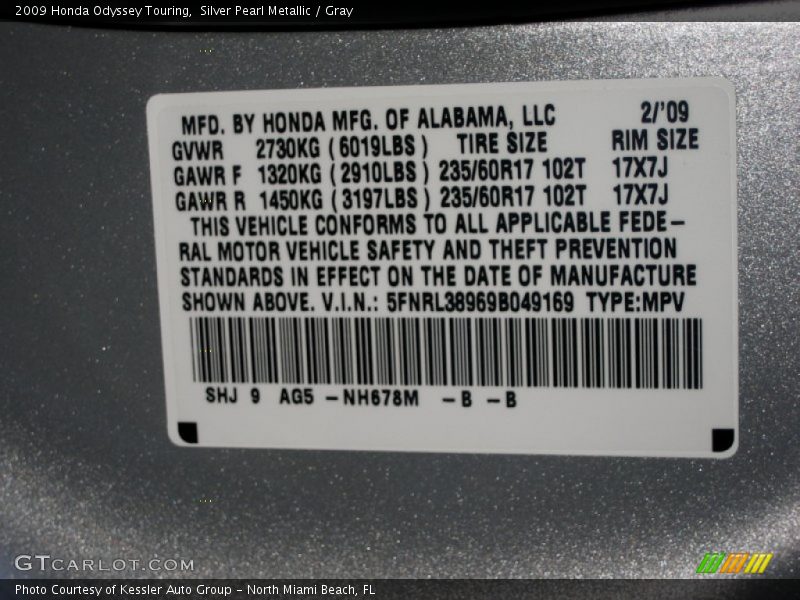 2009 Honda Odyssey Touring, Silver Pearl Metallic / Gray
MFD. BY HONDA MFG. OF ALABAMA, LLC 2/'09
GVWR 2730KG (6019LBS) TIRE SIZE RIM SIZE
GAWR F 1320KG (2910LBS) 235/60R17 102T 17X7J
GAWR R 1450KG (3197LBS) 235/60R17 102T 17X7J
THIS VEHICLE CONFORMS TO ALL APPLICABLE FEDE-
RAL MOTOR VEHICLE SAFETY AND THEFT PREVENTION
STANDARDS IN EFFECT ON THE DATE OF MANUFACTURE
SHOWN ABOVE. V.I.N.: 5FNRL38969B049169 TYPE:MPV
SHJ 9 AG5 -NH678M -B -B
GTCARLOT.COM
Photo Courtesy of Kessler Auto Group - North Miami Beach, FL